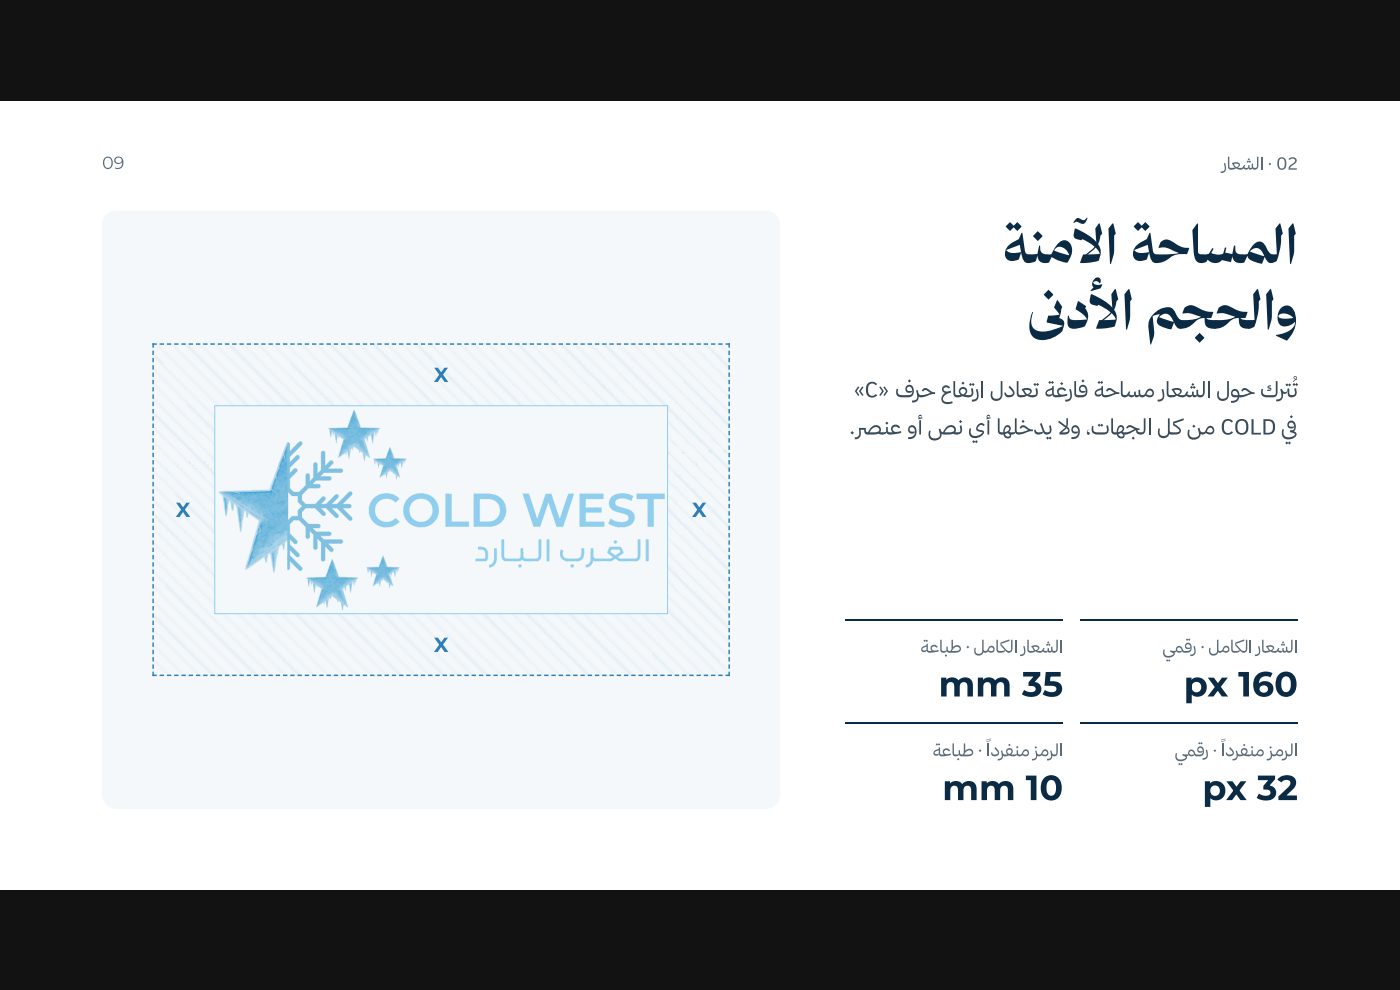 02 · الشعار
09
المساحة الآمنة
والحجم الأدنى
تُترك حول الشعار مساحة فارغة تعادل ارتفاع حرف «C»
في COLD من كل الجهات، ولا يدخلها أي نص أو عنصر.
X
X
COLD WEST
X
الغرب البارد
X
الشعار الكامل · رقمي
160 px
الشعار الكامل · طباعة
35 mm
الرمز منفرداً · رقمي
32 px
الرمز منفرداً · طباعة
10 mm